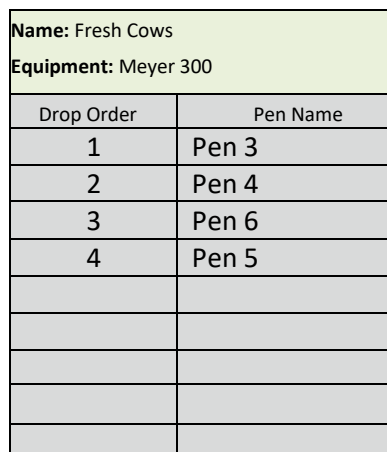 Name: Fresh Cows
Equipment: Meyer 300
Drop Order Pen Name
1 Pen 3
2 Pen 4
3 Pen 6
4 Pen 5